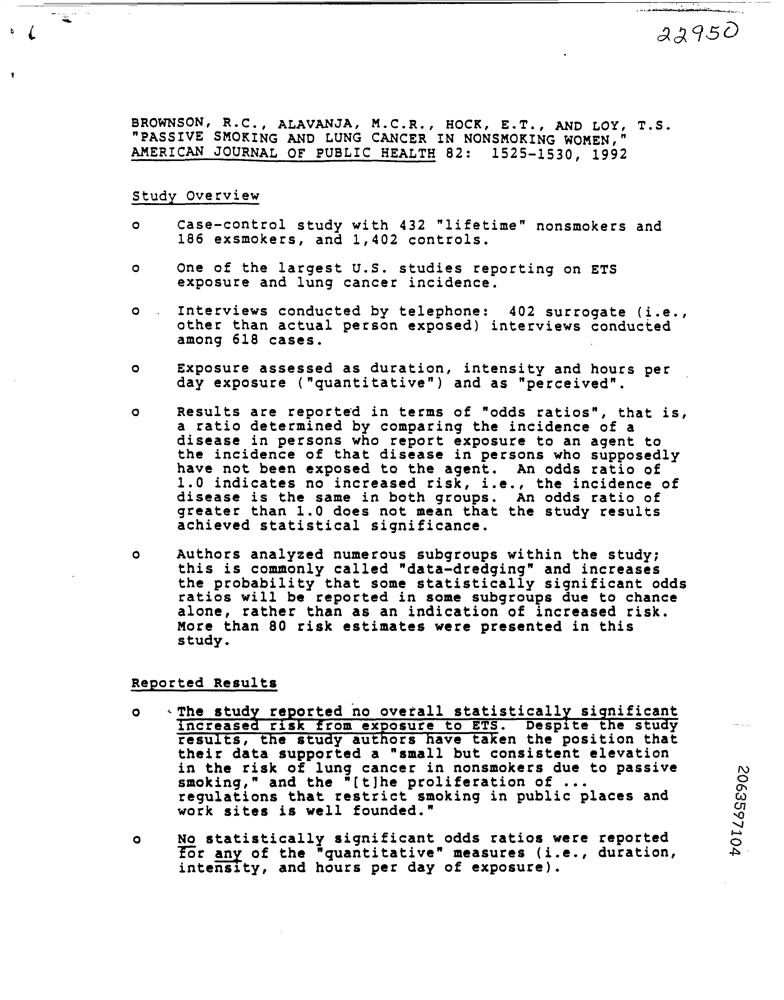 22950
BROWNSON, R.C., ALAVANJA, M.C.R., HOCK, E.T., AND LOY, T.S.
"PASSIVE SMOKING AND LUNG CANCER IN NONSMOKING WOMEN,"
AMERICAN JOURNAL OF PUBLIC HEALTH 82: 1525-1530, 1992
Study Overview
o Case-control study with 432 "lifetime" nonsmokers and
186 exsmokers, and 1,402 controls.
o One of the largest U.S. studies reporting on ETS
exposure and lung cancer incidence.
o Interviews conducted by telephone: 402 surrogate (i.e.,
other than actual person exposed) interviews conducted
among 618 cases.
o Exposure assessed as duration, intensity and hours per
day exposure ("quantitative") and as "perceived".
o Results are reported in terms of "odds ratios", that is,
a ratio determined by comparing the incidence of a
disease in persons who report exposure to an agent to
the incidence of that disease in persons who supposedly
have not been exposed to the agent. An odds ratio of
1.0 indicates no increased risk, i.e., the incidence of
disease is the same in both groups. An odds ratio of
greater than 1.0 does not mean that the study results
achieved statistical significance.
o Authors analyzed numerous subgroups within the study;
this is commonly called "data-dredging" and increases
the probability that some statistically significant odds
ratios will be reported in some subgroups due to chance
alone, rather than as an indication of increased risk.
More than 80 risk estimates were presented in this
study.
Reported Results
o The study reported no overall statistically significant
increased risk from exposure to ETS. Despite the study
results, the study authors have taken the position that
their data supported a "small but consistent elevation
in the risk of lung cancer in nonsmokers due to passive
smoking," and the "[t]he proliferation of ...
regulations that restrict smoking in public places and
work sites is well founded."
o No statistically significant odds ratios were reported
for any of the "quantitative" measures (i.e., duration,
intensity, and hours per day of exposure).
2063597104